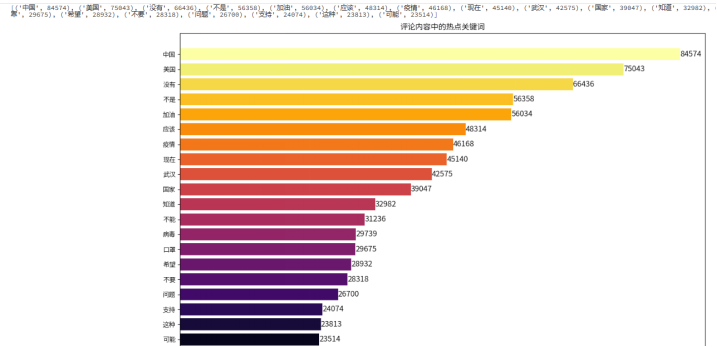 [('中国', 84574), ('美国', 75043), ('没有', 66436), ('不是', 56358), ('加油', 56034), ('应该', 48314), ('疫情', 46168), ('现在', 45140), ('武汉', 42575), ('国家', 39047), ('知道', 32982), (
罩', 29675), ('希望', 28932), ('不要', 28318), ('问题', 26700), ('支持', 24074), ('这种', 23813), ('可能', 23514)]
评论内容中的热点关键词
中国 84574
美国 75043
没有 66436
不是 56358
加油 56034
应该 48314
疫情 46168
现在 45140
武汉 42575
国家 39047
知道 32982
不能 31236
病毒 29739
口罩 29675
希望 28932
不要 28318
问题 26700
支持 24074
这种 23813
可能 23514